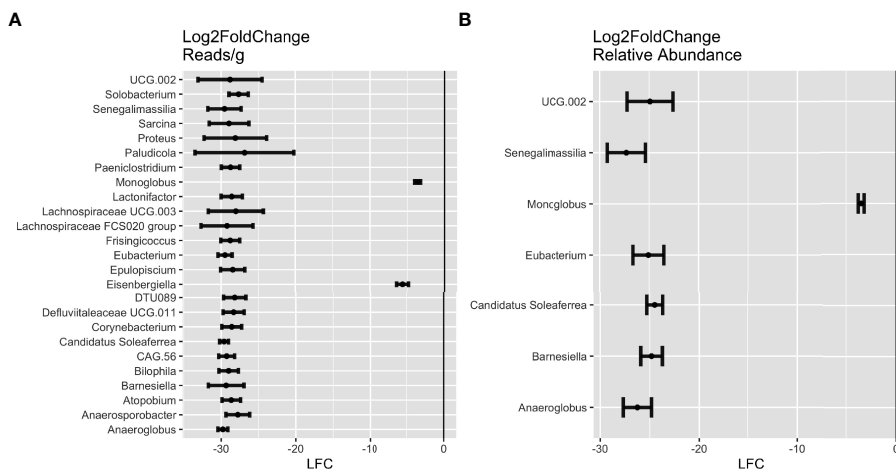 A
Log2FoldChange
Reads/g
UCG.002
Solobacterium
Senegalimassilia
Sarcina
Proteus
Paludicola
Paeniclostridium
Monoglobus
Lactonifactor
Lachnospiraceae UCG.003
Lachnospiraceae FCS020 group
Frisingicoccus
Eubacterium
Epulopiscium
Eisenbergiella
DTU089
Defluviitaleaceae UCG.011
Corynebacterium
Candidatus Soleaferrea
CAG.56
Bilophila
Barnesiella
Atopobium
Anaerosporobacter
Anaeroglobus
-30 -20 -10 0
LFC
B
Log2FoldChange
Relative Abundance
UCG.002
Senegalimassilia
Moncglobus
Eubacterium
Candidatus Soleaferrea
Barnesiella
Anaeroglobus
-30 -20 -10 0
LFC